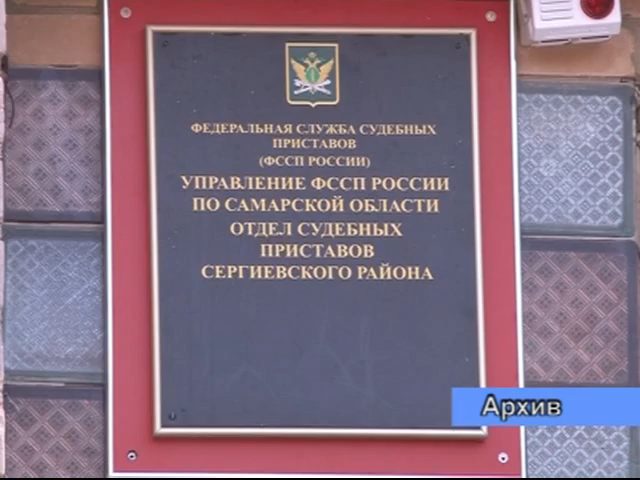 ФЕДЕРАЛЬНАЯ СЛУЖБА СУДЕБНЫХ
ПРИСТАВОВ
(ФССП РОССИИ)
УПРАВЛЕНИЕ ФССП РОССИИ
ПО САМАРСКОЙ ОБЛАСТИ
ОТДЕЛ СУДЕБНЫХ
ПРИСТАВОВ
СЕРГИЕВСКОГО РАЙОНА
Архив